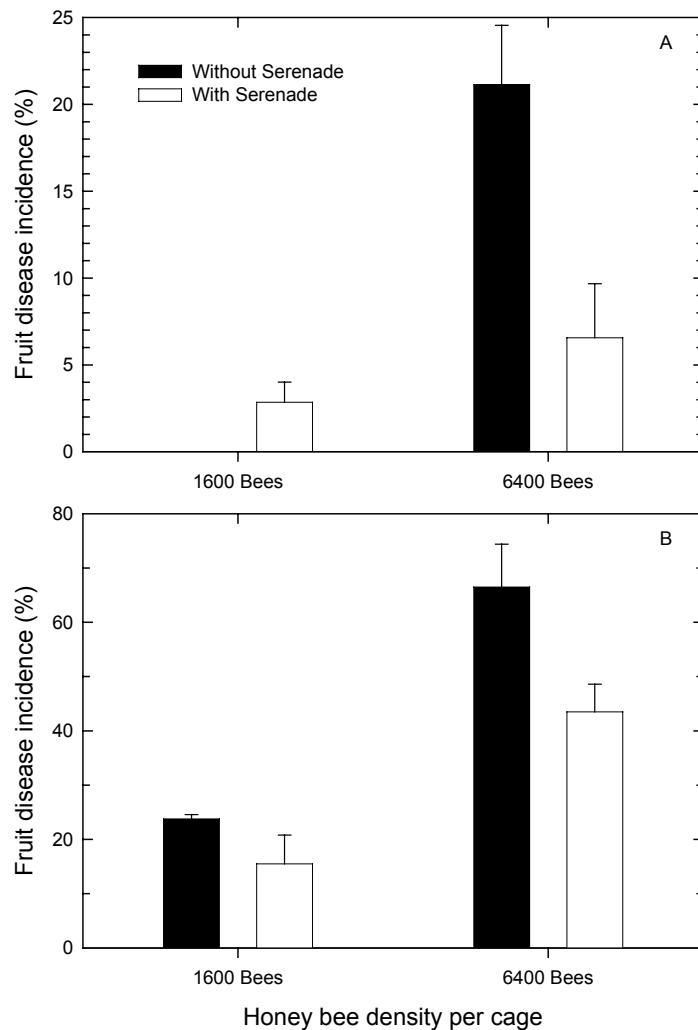 A
Without Serenade
With Serenade
Fruit disease incidence (%)
25
20
15
10
5
0
1600 Bees 6400 Bees
B
Fruit disease incidence (%)
80
60
40
20
0
1600 Bees 6400 Bees
Honey bee density per cage